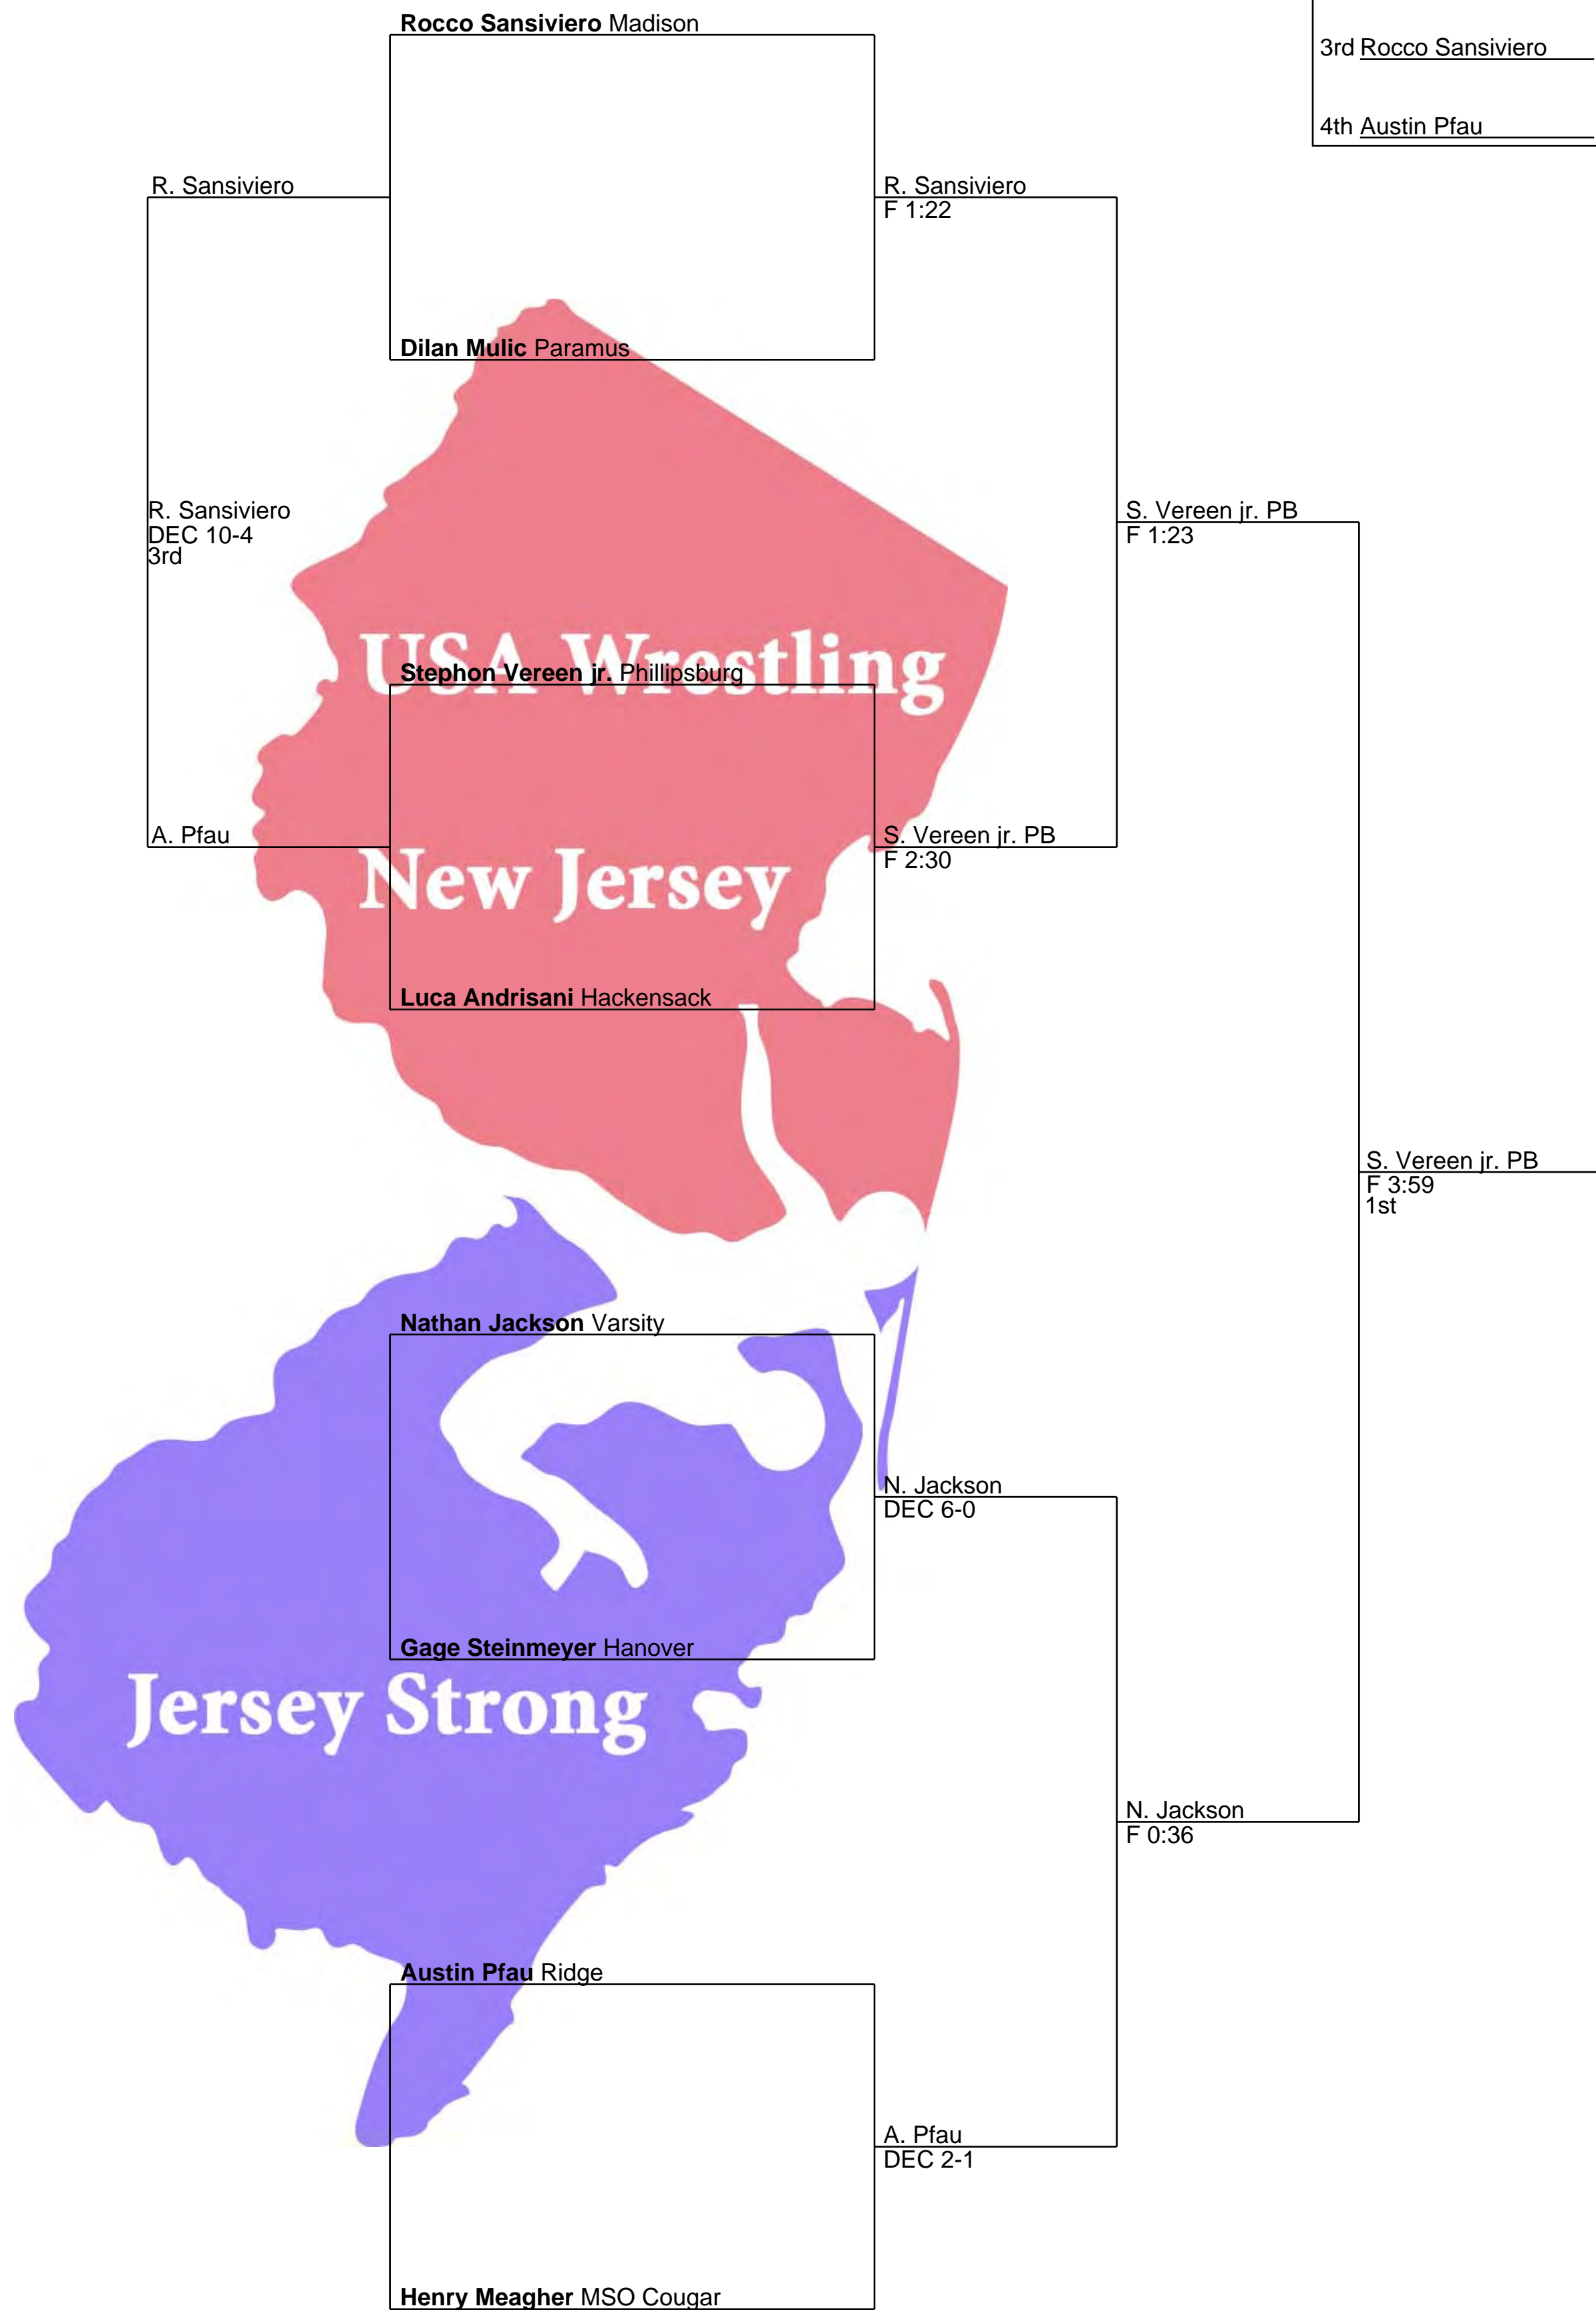 Rocco Sansiviero Madison
3rd Rocco Sansiviero
4th Austin Pfau
R. Sansiviero
R. Sansiviero
F 1:22
Dilan Mulic Paramus
R. Sansiviero
DEC 10-4
3rd
S. Vereen jr. PB
F 1:23
USA Wrestling
Stephon Vereen jr. Phillipsburg
A. Pfau
S. Vereen jr. PB
F 2:30
New Jersey
Luca Andrisani Hackensack
S. Vereen jr. PB
F 3:59
1st
Nathan Jackson Varsity
N. Jackson
DEC 6-0
Gage Steinmeyer Hanover
Jersey Strong
N. Jackson
F 0:36
Austin Pfau Ridge
A. Pfau
DEC 2-1
Henry Meagher MSO Cougar